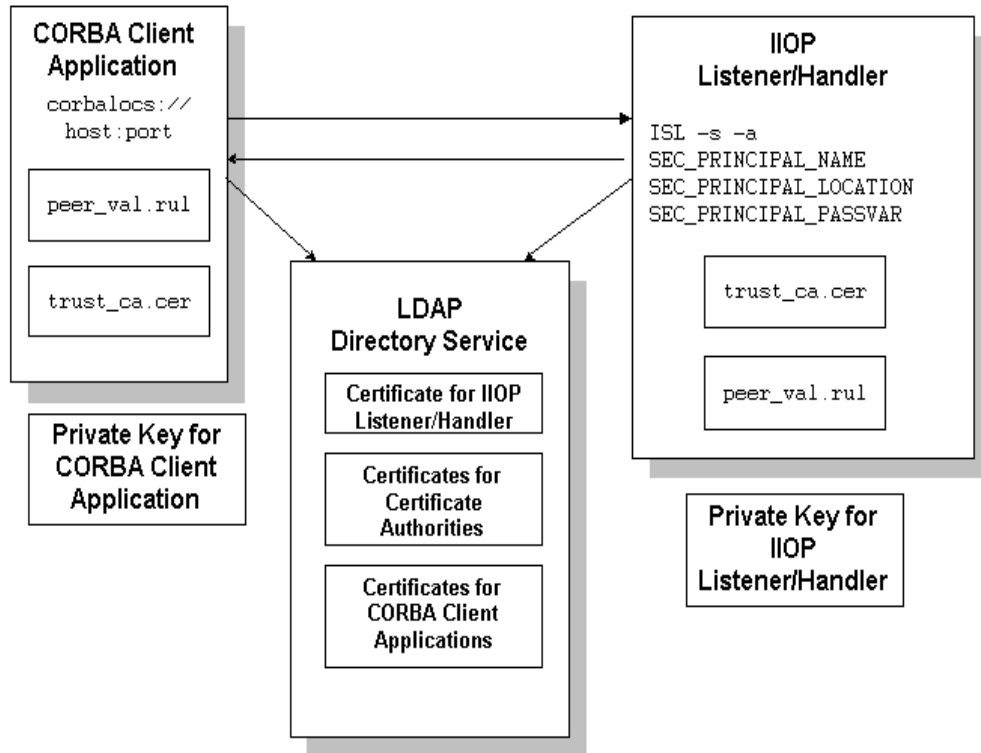 CORBA Client
Application
corbalocs://
host:port
peer_val.rul
trust_ca.cer
Private Key for
CORBA Client
Application
IIOP
Listener/Handler
ISL -s -a
SEC_PRINCIPAL_NAME
SEC_PRINCIPAL_LOCATION
SEC_PRINCIPAL_PASSVAR
trust_ca.cer
peer_val.rul
Private Key for
IIOP
Listener/Handler
LDAP
Directory Service
Certificate for IIOP
Listener/Handler
Certificates for
Certificate
Authorities
Certificates for
CORBA Client
Applications